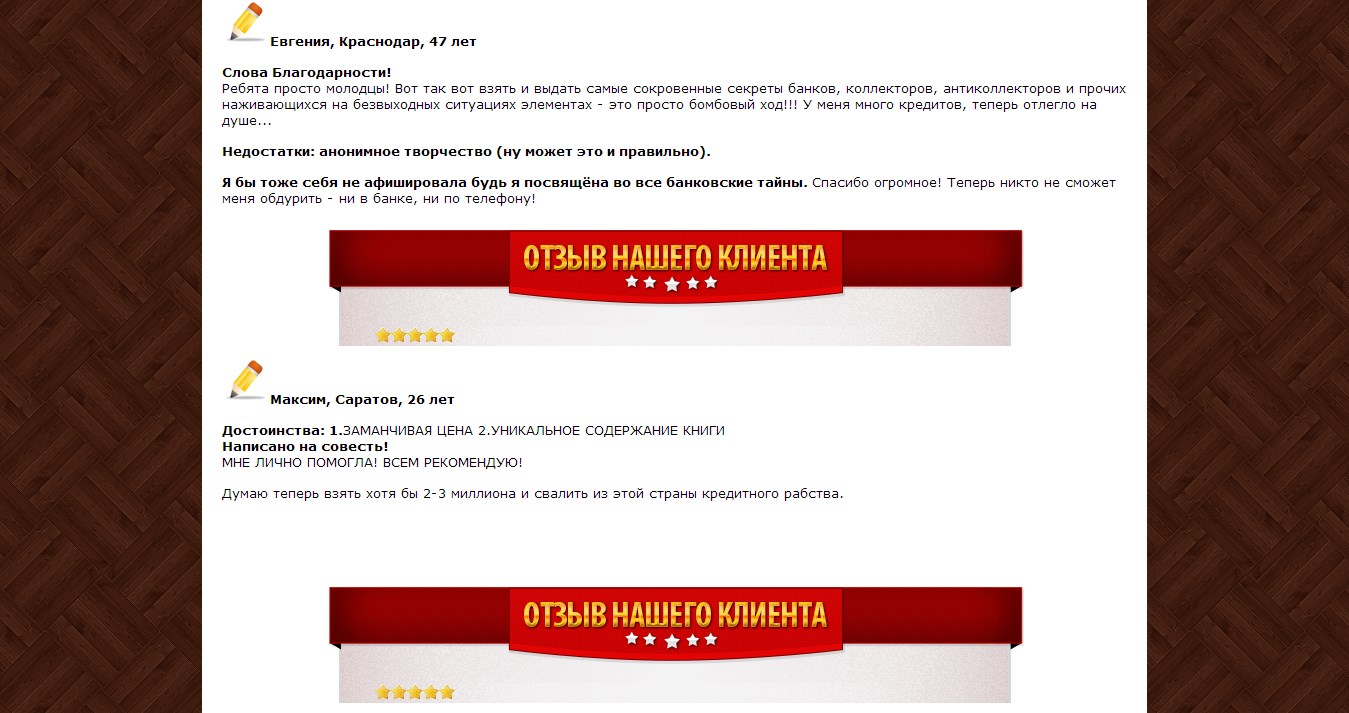 Евгения, Краснодар, 47 лет
Слова Благодарности!
Ребята просто молодцы! Вот так вот взять и выдать самые сокровенные секреты банков, коллекторов, антиколлекторов и прочих
наживающихся на безвыходных ситуациях элементах - это просто бомбовый ход!!! У меня много кредитов, теперь отлегло на
душе...
Недостатки: анонимное творчество (ну может это и правильно).
Я бы тоже себя не афишировала будь я посвящёна во все банковские тайны. Спасибо огромное! Теперь никто не сможет
меня обдурить - ни в банке, ни по телефону!
ОТЗЫВ НАШЕГО КЛИЕНТА
Максим, Саратов, 26 лет
Достоинства: 1.ЗАМАНЧИВАЯ ЦЕНА 2.УНИКАЛЬНОЕ СОДЕРЖАНИЕ КНИГИ
Написано на совесть!
МНЕ ЛИЧНО ПОМОГЛА! ВСЕМ РЕКОМЕНДУЮ!
Думаю теперь взять хотя бы 2-3 миллиона и свалить из этой страны кредитного рабства.
ОТЗЫВ НАШЕГО КЛИЕНТА